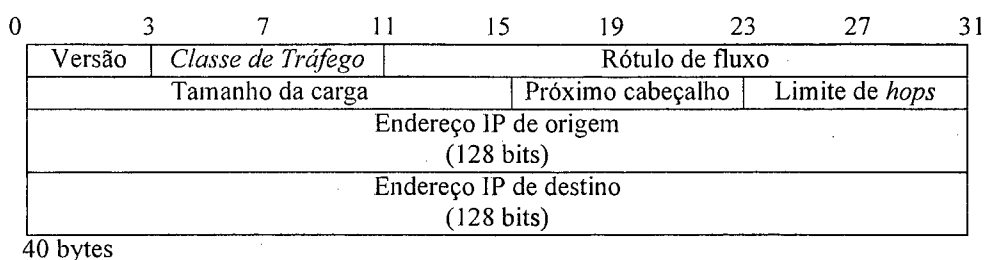 0 3 7 11 15 19 23 27 31
Versão Classe de Tráfego Rótulo de fluxo
Tamanho da carga Próximo cabeçalho Limite de hops
Endereço IP de origem
(128 bits)
Endereço IP de destino
(128 bits)
40 bytes